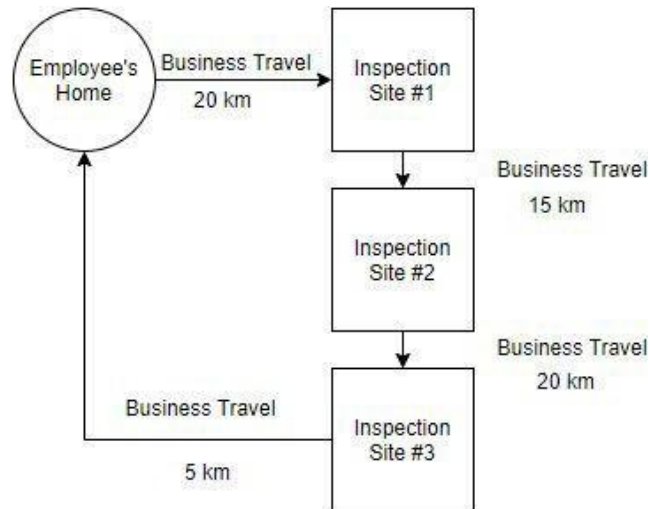 Employee's
Home
Business Travel
20 km
Inspection
Site #1
Business Travel
15 km
Inspection
Site #2
Business Travel
20 km
Inspection
Site #3
Business Travel
5 km